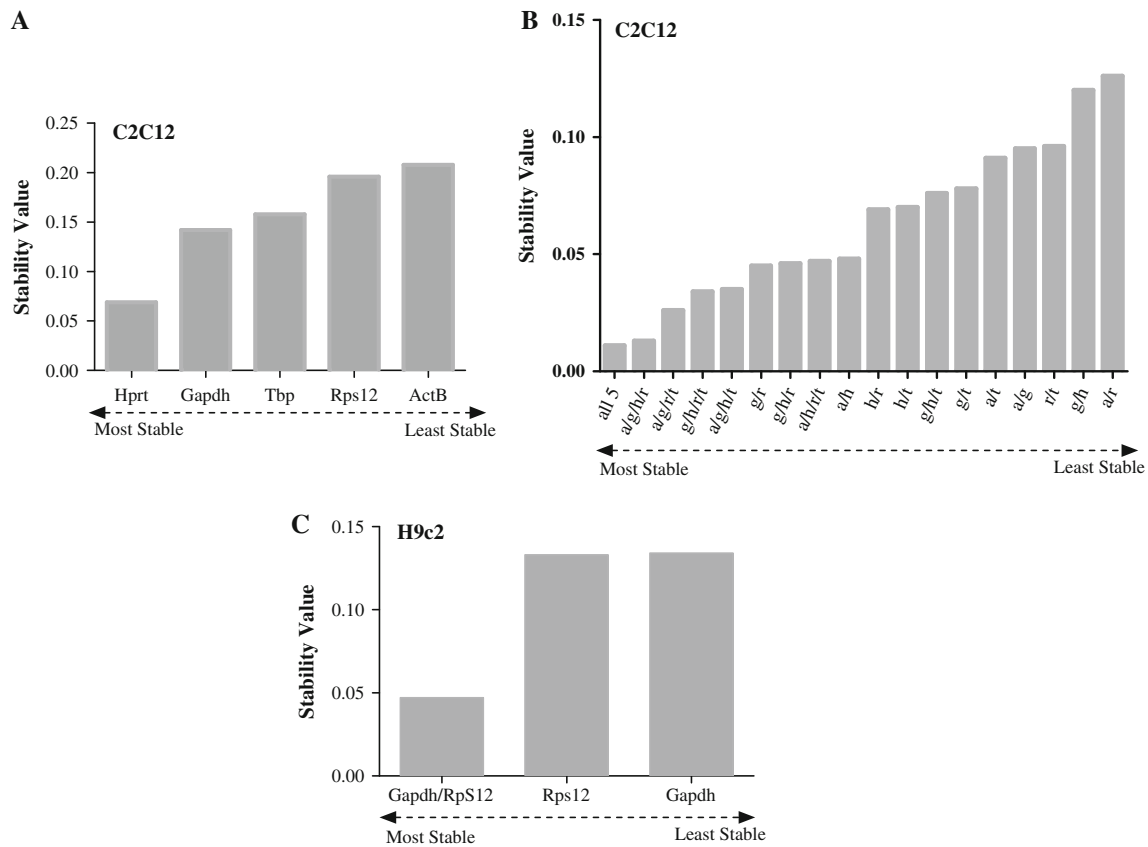 A
C2C12
Stability Value
0.25
0.20
0.15
0.10
0.05
0.00
Hprt Gapdh Tbp Rps12 ActB
Most Stable Least Stable
B
C2C12
Stability Value
0.15
0.10
0.05
0.00
all 5 a/g/h/r a/g/r/t g/h/r/t a/g/h/t g/r g/h/r a/h/r/t a/h h/r h/t g/h/t g/t a/t a/g r/t g/h a/r
Most Stable Least Stable
C
H9c2
Stability Value
0.15
0.10
0.05
0.00
Gapdh/RpS12 Rps12 Gapdh
Most Stable Least Stable